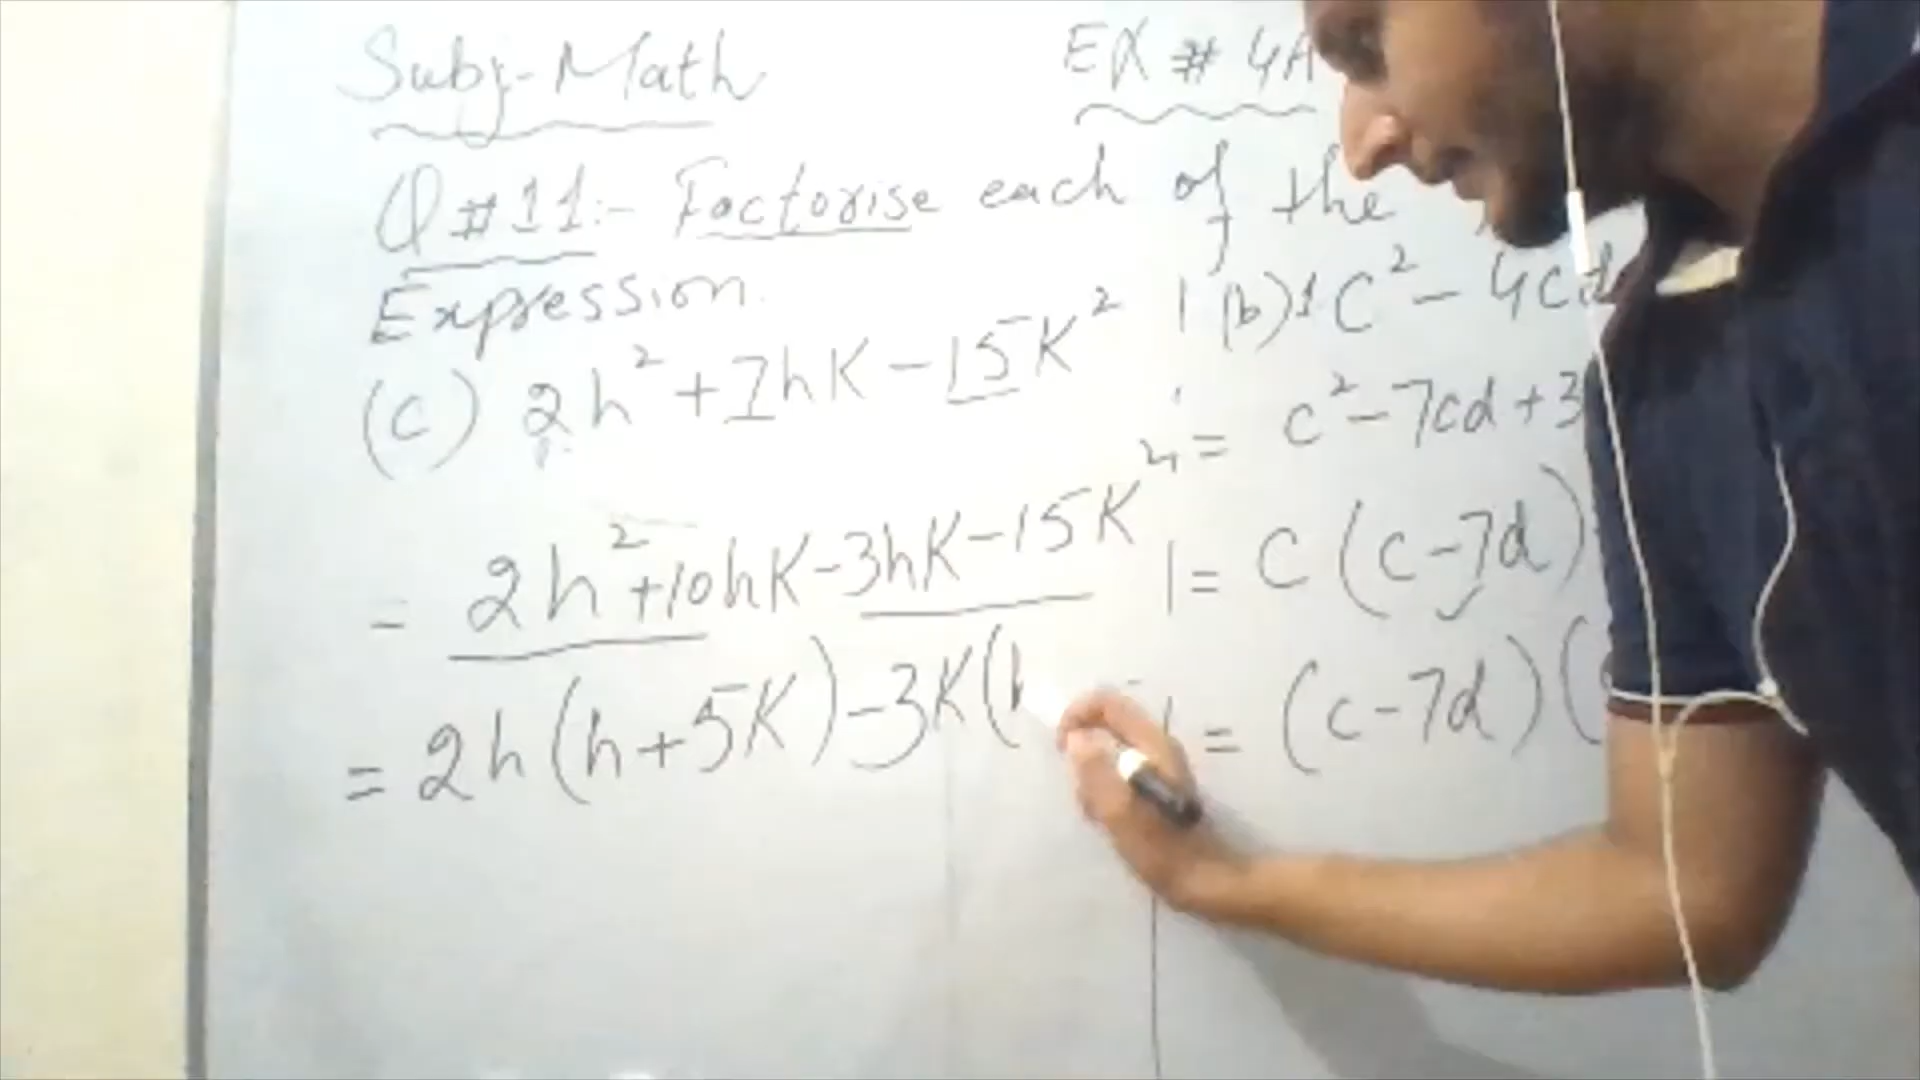 Subj-Math
EX # 4A
Q # 11:- Factorise each of the
Expression.
(c) 2h² + 7hK - 15K²
= 2h² + 10hK - 3hK - 15K²
= 2h(h + 5K) - 3K(h
(b) C² - 4cd
= c² - 7cd + 3
= C(c - 7d)
= (c - 7d)(